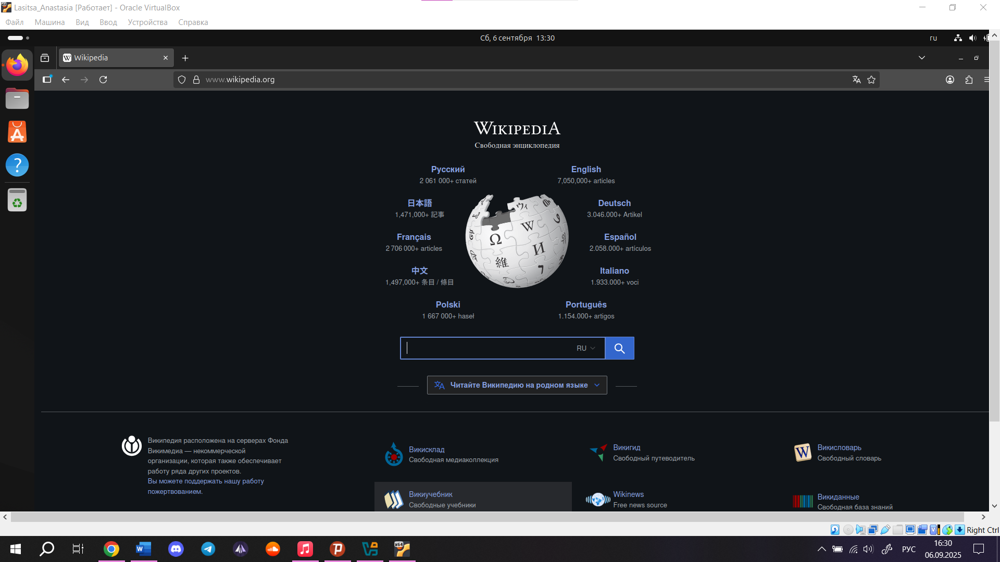 Lasitsa_Anastasia [Работает] - Oracle VirtualBox
Файл Машина Вид Ввод Устройства Справка
Сб, 6 сентября 13:30
ru
Wikipedia
www.wikipedia.org
WIKIPEDIA
Свободная энциклопедия
Русский
2 061 000+ статей
English
7,050,000+ articles
日本語
1,471,000+ 記事
Deutsch
3.046.000+ Artikel
Français
2 706 000+ articles
Español
2.058.000+ artículos
中文
1,497,000+ 条目 / 條目
Italiano
1.933.000+ voci
Polski
1 667 000+ haseł
Português
1.154.000+ artigos
Ω
W
И
維
ウィ
RU
Читайте Википедию на родном языке
Википедия расположена на серверах Фонда
Викимедиа — некоммерческой
организации, которая также обеспечивает
работу ряда других проектов.
Вы можете поддержать нашу работу
пожертвованием.
Викисклад
Свободная медиаколлекция
Викигид
Свободный путеводитель
Викисловарь
Свободный словарь
Викиучебник
Свободные учебники
Wikinews
Free news source
Викиданные
Свободная база знаний
Right Ctrl
РУС
16:30
06.09.2025